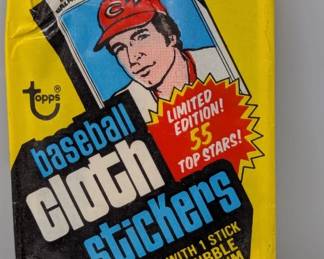 topps®
LIMITED
EDITION!
55
TOP STARS!
baseball
cloth
stickers
WITH 1 STICK